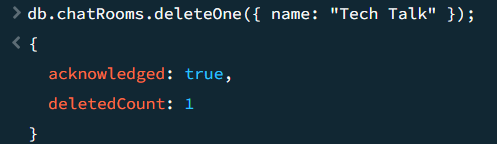 > db.chatRooms.deleteOne({ name: "Tech Talk" });
< {
acknowledged: true,
deletedCount: 1
}